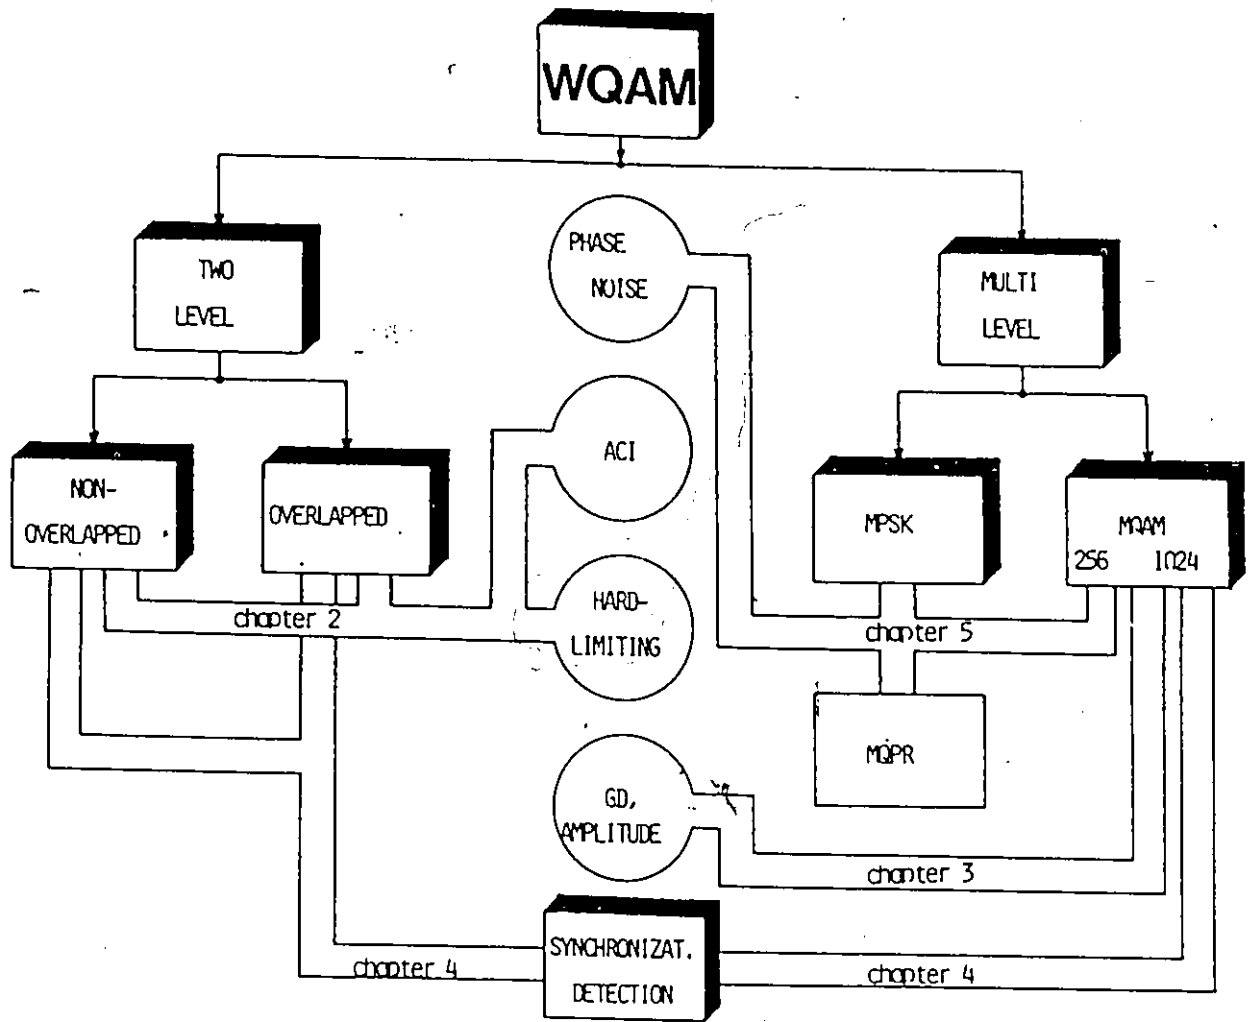 WQAM
PHASE
NOISE
TWO
LEVEL
MULTI
LEVEL
ACI
NON-
OVERLAPPED
OVERLAPPED
MPSK
MQAM
256 1024
HARD-
LIMITING
chapter 2
chapter 5
MQPR
GD,
AMPLITUDE
chapter 3
SYNCHRONIZAT.
DETECTION
chapter 4
chapter 4